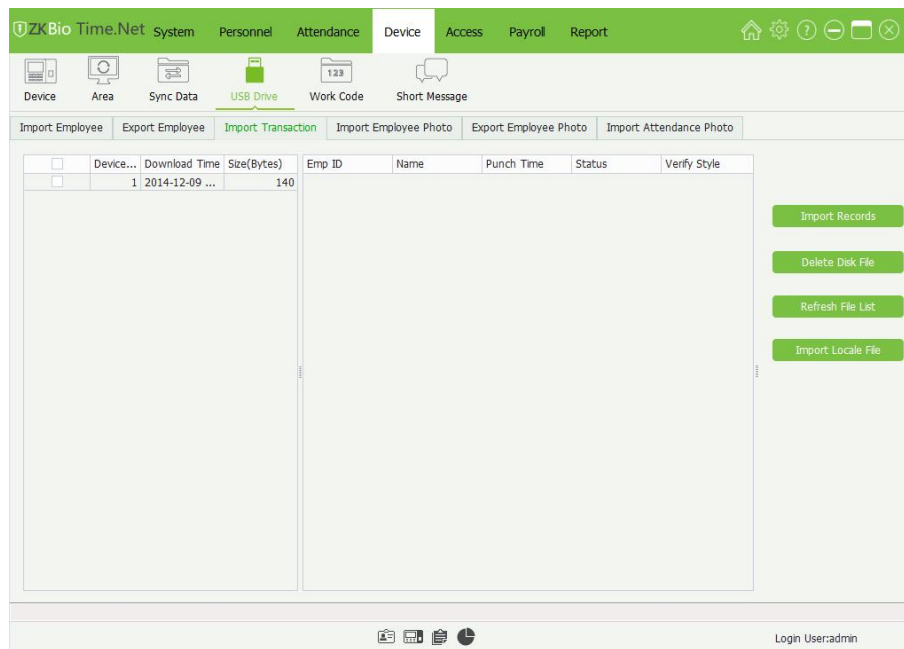 ZKBio Time.Net System Personnel Attendance Device Access Payroll Report
123
Device Area Sync Data USB Drive Work Code Short Message
Import Employee Export Employee Import Transaction Import Employee Photo Export Employee Photo Import Attendance Photo
Device... Download Time Size(Bytes) Emp ID Name Punch Time Status Verify Style
1 2014-12-09 ... 140
Import Records
Delete Disk File
Refresh File List
Import Locale File
Login User:admin